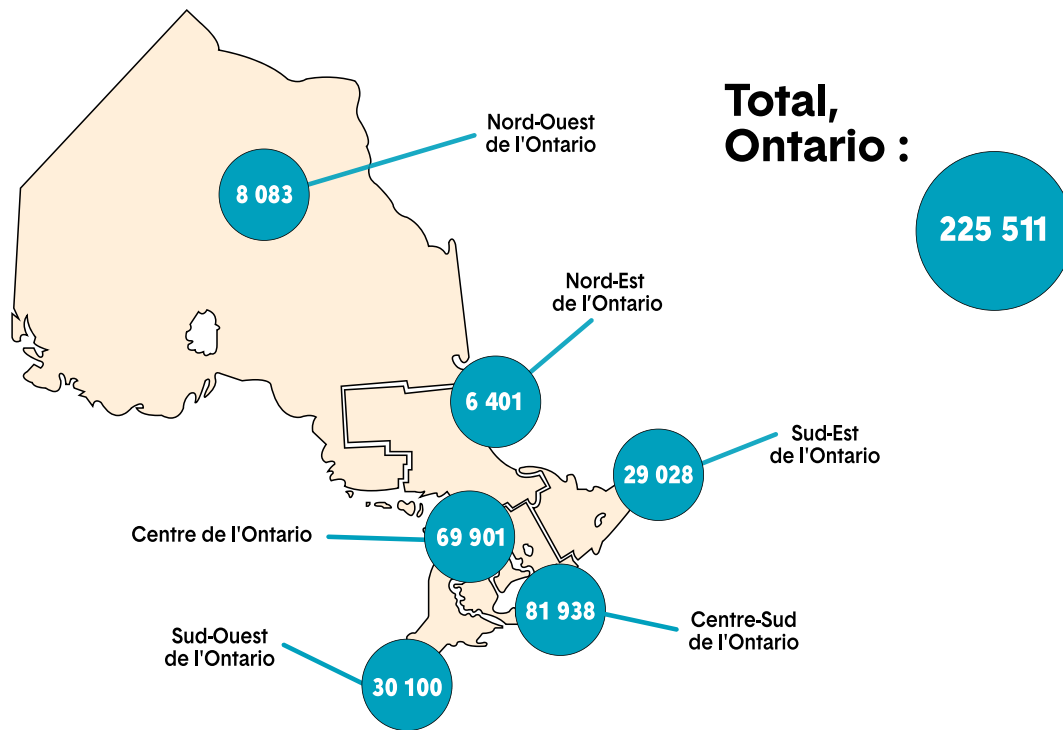 Total,
Ontario :
225 511
Nord-Ouest
de l'Ontario
8 083
Nord-Est
de l’Ontario
6 401
Sud-Est
de l'Ontario
29 028
Centre de l'Ontario
69 901
81 938
Centre-Sud
de l'Ontario
Sud-Ouest
de l'Ontario
30 100